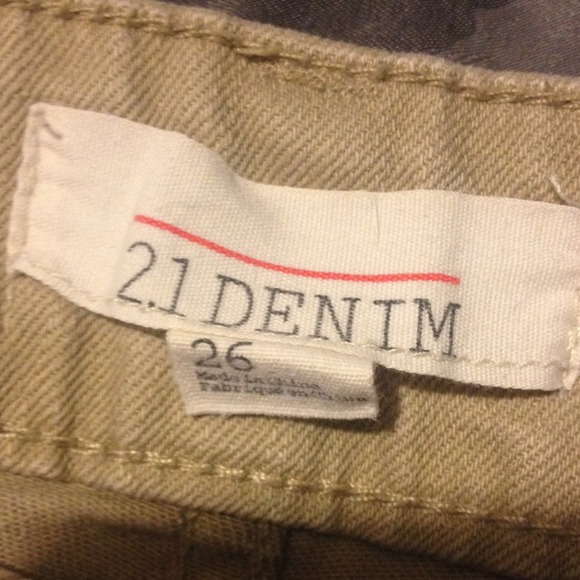 2.1 DENIM
26
Made in China
Fabriqué en Chine